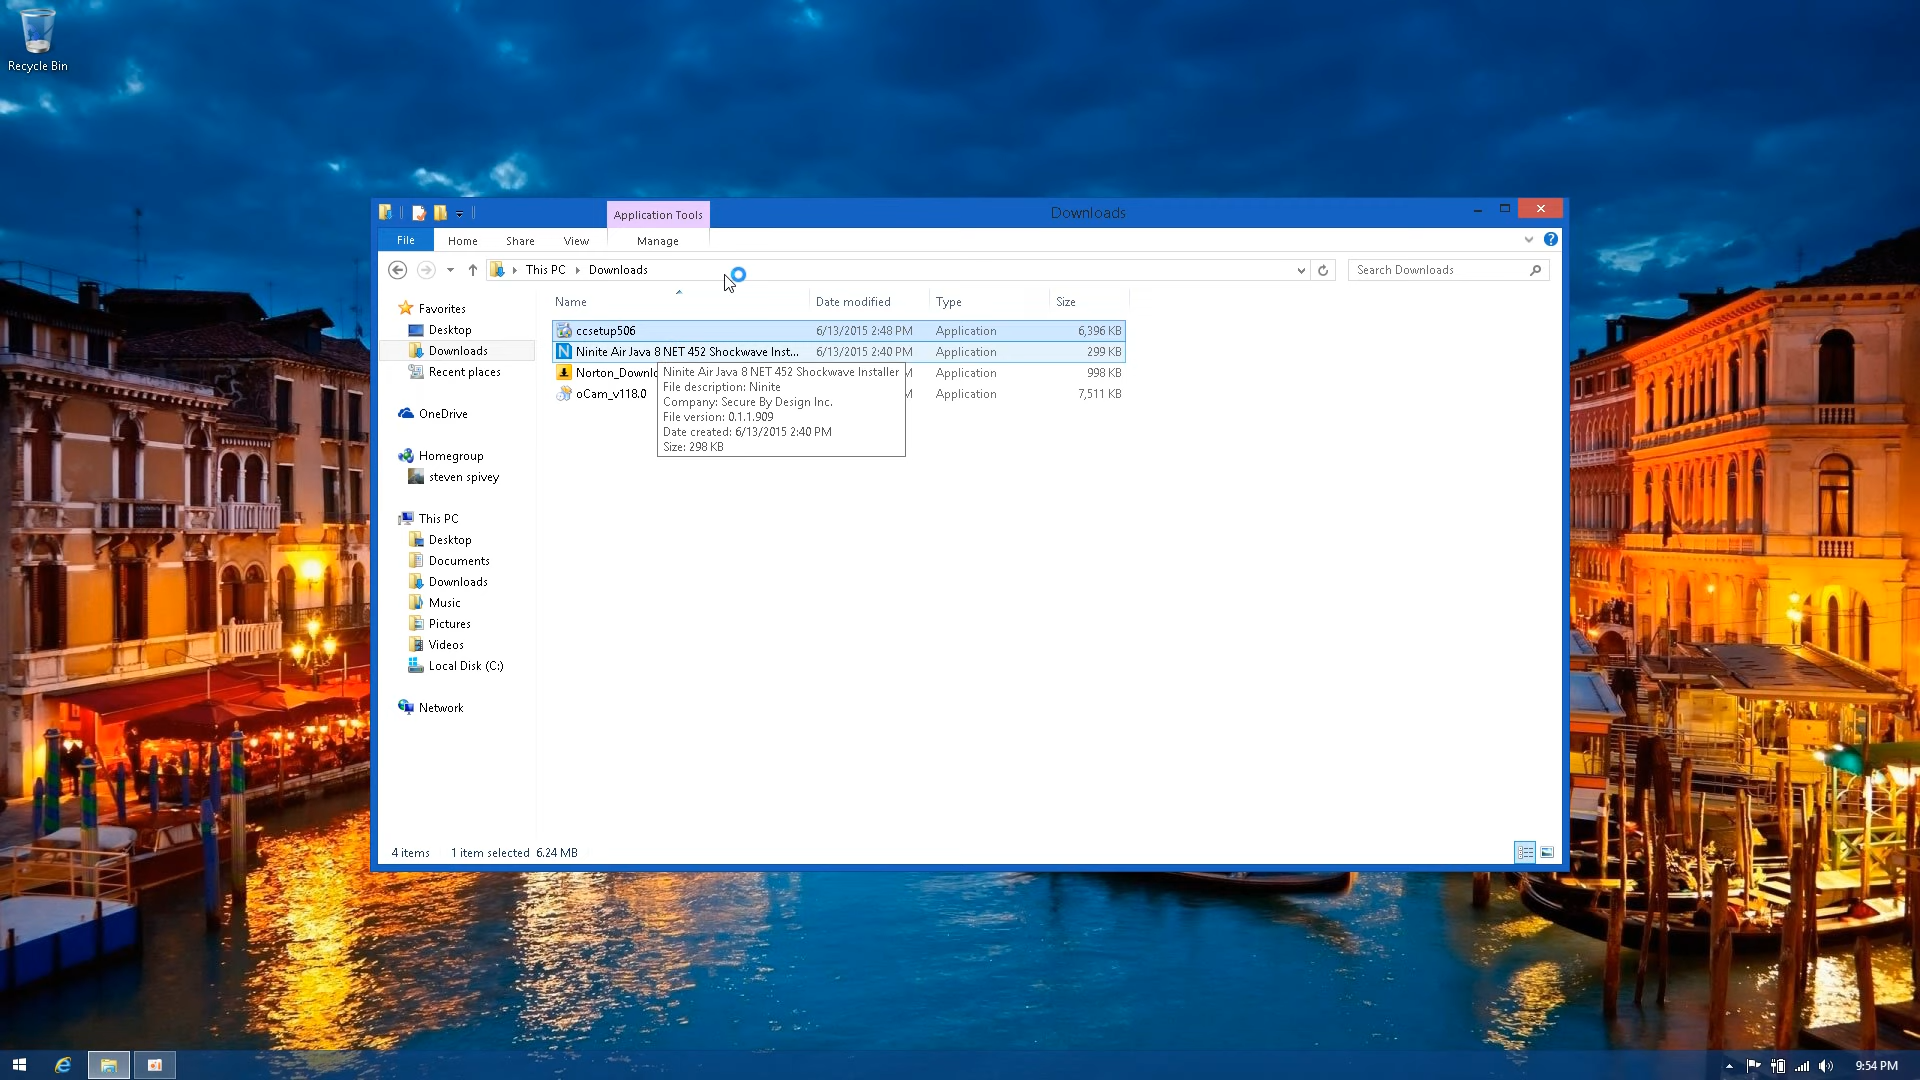 Recycle Bin
Application Tools
Downloads
File
Home
Share
View
Manage
This PC
Downloads
Search Downloads
Name
Date modified
Type
Size
ccsetup506
6/13/2015 2:48 PM
Application
6,396 KB
Ninite Air Java 8 NET 452 Shockwave Inst...
6/13/2015 2:40 PM
Application
299 KB
Norton_Downlo
M
Application
998 KB
oCam_v118.0
M
Application
7,511 KB
Ninite Air Java 8 NET 452 Shockwave Installer
File description: Ninite
Company: Secure By Design Inc.
File version: 0.1.1.909
Date created: 6/13/2015 2:40 PM
Size: 298 KB
Favorites
Desktop
Downloads
Recent places
OneDrive
Homegroup
steven spivey
This PC
Desktop
Documents
Downloads
Music
Pictures
Videos
Local Disk (C:)
Network
4 items
1 item selected 6.24 MB
9:54 PM